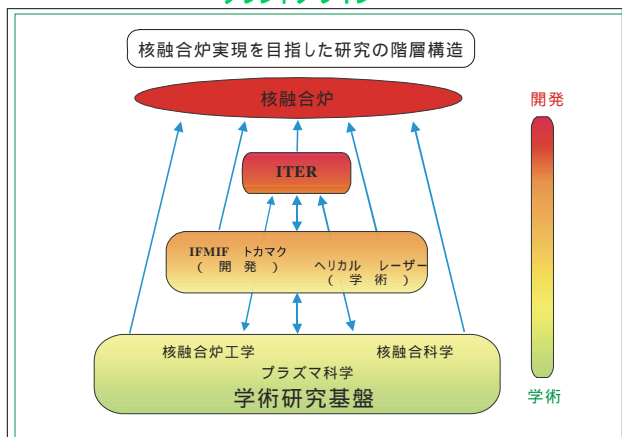 核融合炉実現を目指した研究の階層構造
核融合炉
開発
ITER
IFMIF トカマク
( 開 発 )
ヘリカル レーザー
( 学 術 )
核融合炉工学
核融合科学
プラズマ科学
学術研究基盤
学術